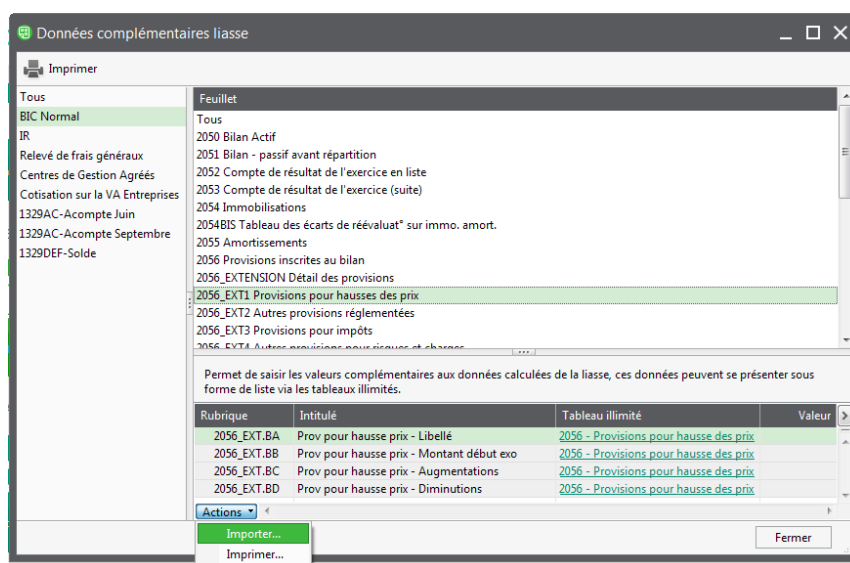 Données complémentaires liasse
Imprimer
Tous
BIC Normal
IR
Relevé de frais généraux
Centres de Gestion Agréés
Cotisation sur la VA Entreprises
1329AC-Acompte Juin
1329AC-Acompte Septembre
1329DEF-Solde
Feuillet
Tous
2050 Bilan Actif
2051 Bilan - passif avant répartition
2052 Compte de résultat de l'exercice en liste
2053 Compte de résultat de l'exercice (suite)
2054 Immobilisations
2054BIS Tableau des écarts de réévaluat° sur immo. amort.
2055 Amortissements
2056 Provisions inscrites au bilan
2056_EXTENSION Détail des provisions
2056_EXT1 Provisions pour hausses des prix
2056_EXT2 Autres provisions réglementées
2056_EXT3 Provisions pour impôts
2056_EXT4 Autres provisions pour risques et charges
Permet de saisir les valeurs complémentaires aux données calculées de la liasse, ces données peuvent se présenter sous
forme de liste via les tableaux illimités.
Rubrique Intitulé Tableau illimité Valeur
2056_EXT.BA Prov pour hausse prix - Libellé 2056 - Provisions pour hausse des prix
2056_EXT.BB Prov pour hausse prix - Montant début exo 2056 - Provisions pour hausse des prix
2056_EXT.BC Prov pour hausse prix - Augmentations 2056 - Provisions pour hausse des prix
2056_EXT.BD Prov pour hausse prix - Diminutions 2056 - Provisions pour hausse des prix
Actions
Importer...
Imprimer...
Fermer